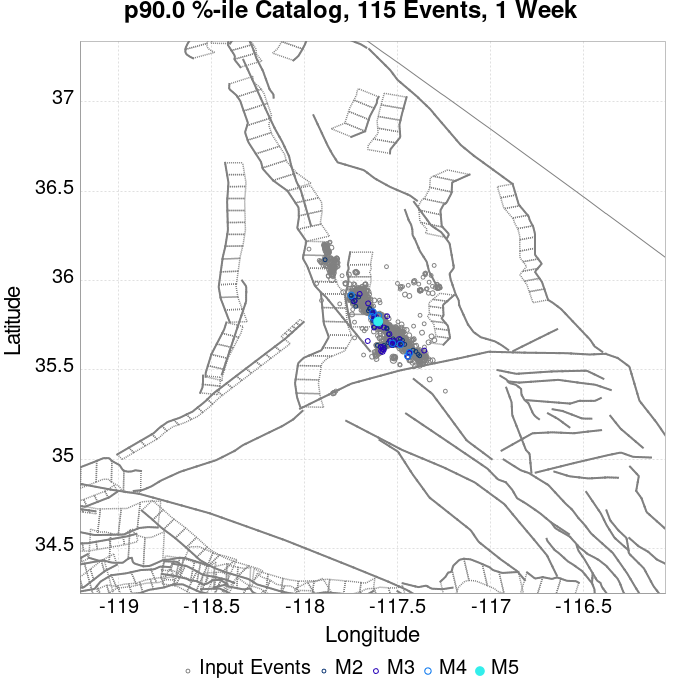 p90.0 %-ile Catalog, 115 Events, 1 Week
37
36.5
36
35.5
35
34.5
Latitude
-119 -118.5 -118 -117.5 -117 -116.5
Longitude
Input Events M2 M3 M4 M5